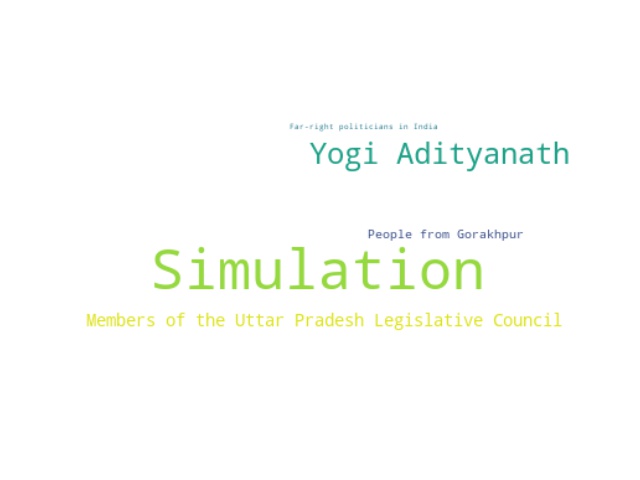 Far-right politicians in India
Yogi Adityanath
People from Gorakhpur
Simulation
Members of the Uttar Pradesh Legislative Council